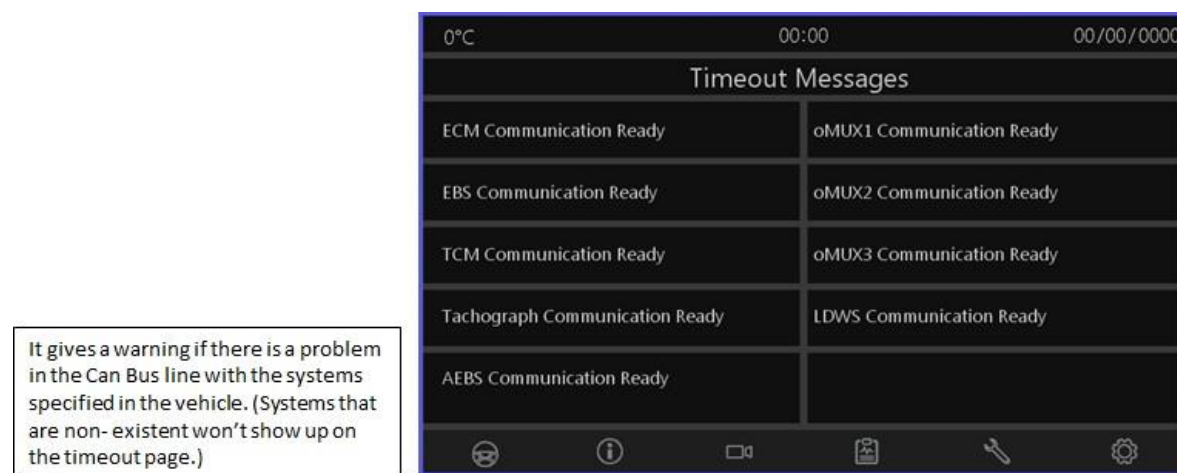 0°C 00:00 00/00/0000
Timeout Messages
ECM Communication Ready oMUX1 Communication Ready
EBS Communication Ready oMUX2 Communication Ready
TCM Communication Ready oMUX3 Communication Ready
Tachograph Communication Ready LDWS Communication Ready
AEBS Communication Ready
It gives a warning if there is a problem
in the Can Bus line with the systems
specified in the vehicle. (Systems that
are non- existent won’t show up on
the timeout page.)